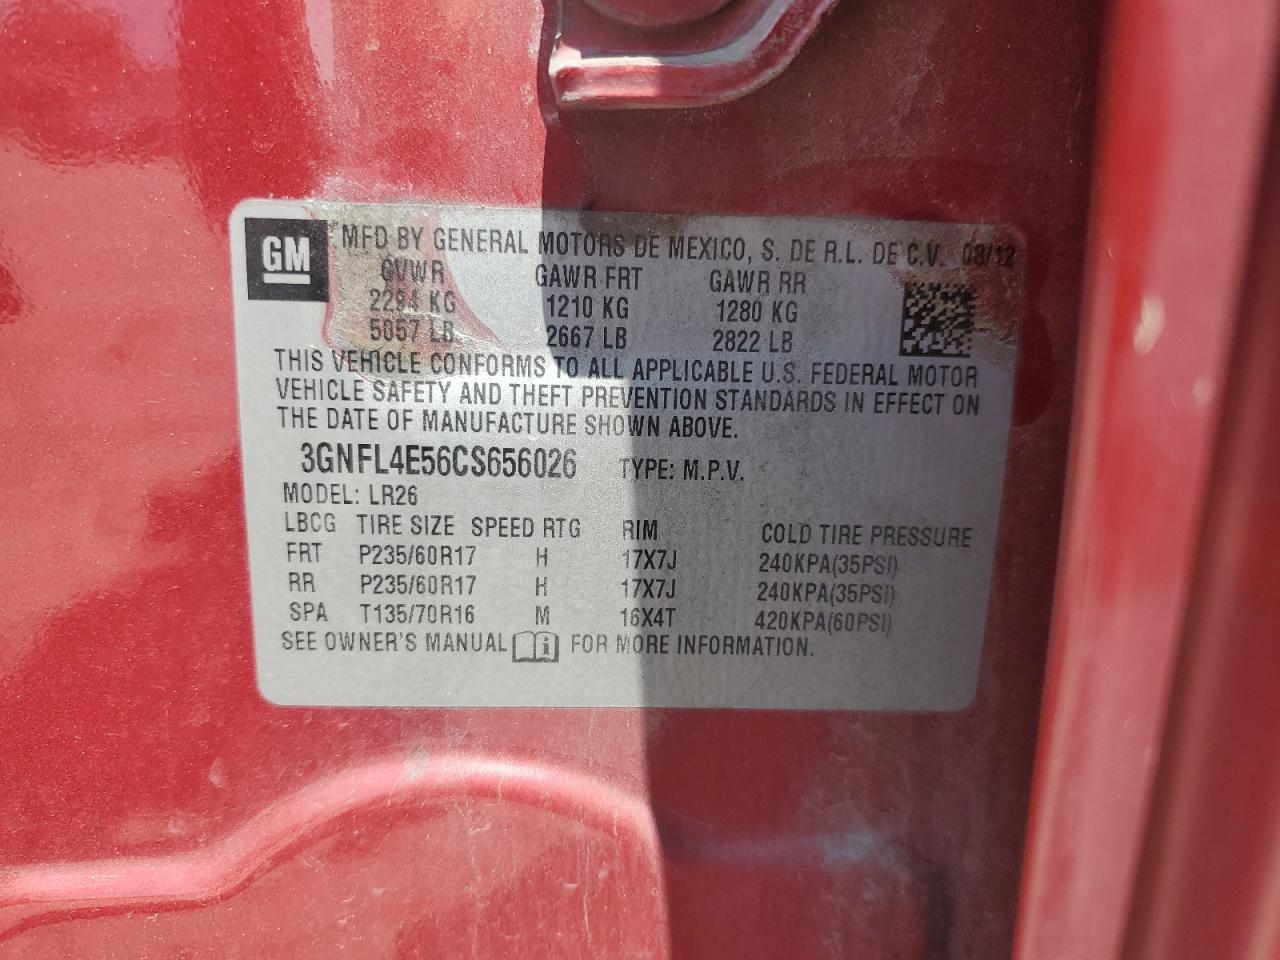 GM MFD BY GENERAL MOTORS DE MEXICO, S. DE R.L. DE C.V. 08/12
GVWR GAWR FRT GAWR RR
2294 KG 1210 KG 1280 KG
5057 LB 2667 LB 2822 LB
THIS VEHICLE CONFORMS TO ALL APPLICABLE U.S. FEDERAL MOTOR
VEHICLE SAFETY AND THEFT PREVENTION STANDARDS IN EFFECT ON
THE DATE OF MANUFACTURE SHOWN ABOVE.
3GNFL4E56CS656026 TYPE: M.P.V.
MODEL: LR26
LBCG TIRE SIZE SPEED RTG RIM COLD TIRE PRESSURE
FRT P235/60R17 H 17X7J 240KPA(35PSI)
RR P235/60R17 H 17X7J 240KPA(35PSI)
SPA T135/70R16 M 16X4T 420KPA(60PSI)
SEE OWNER'S MANUAL i FOR MORE INFORMATION.